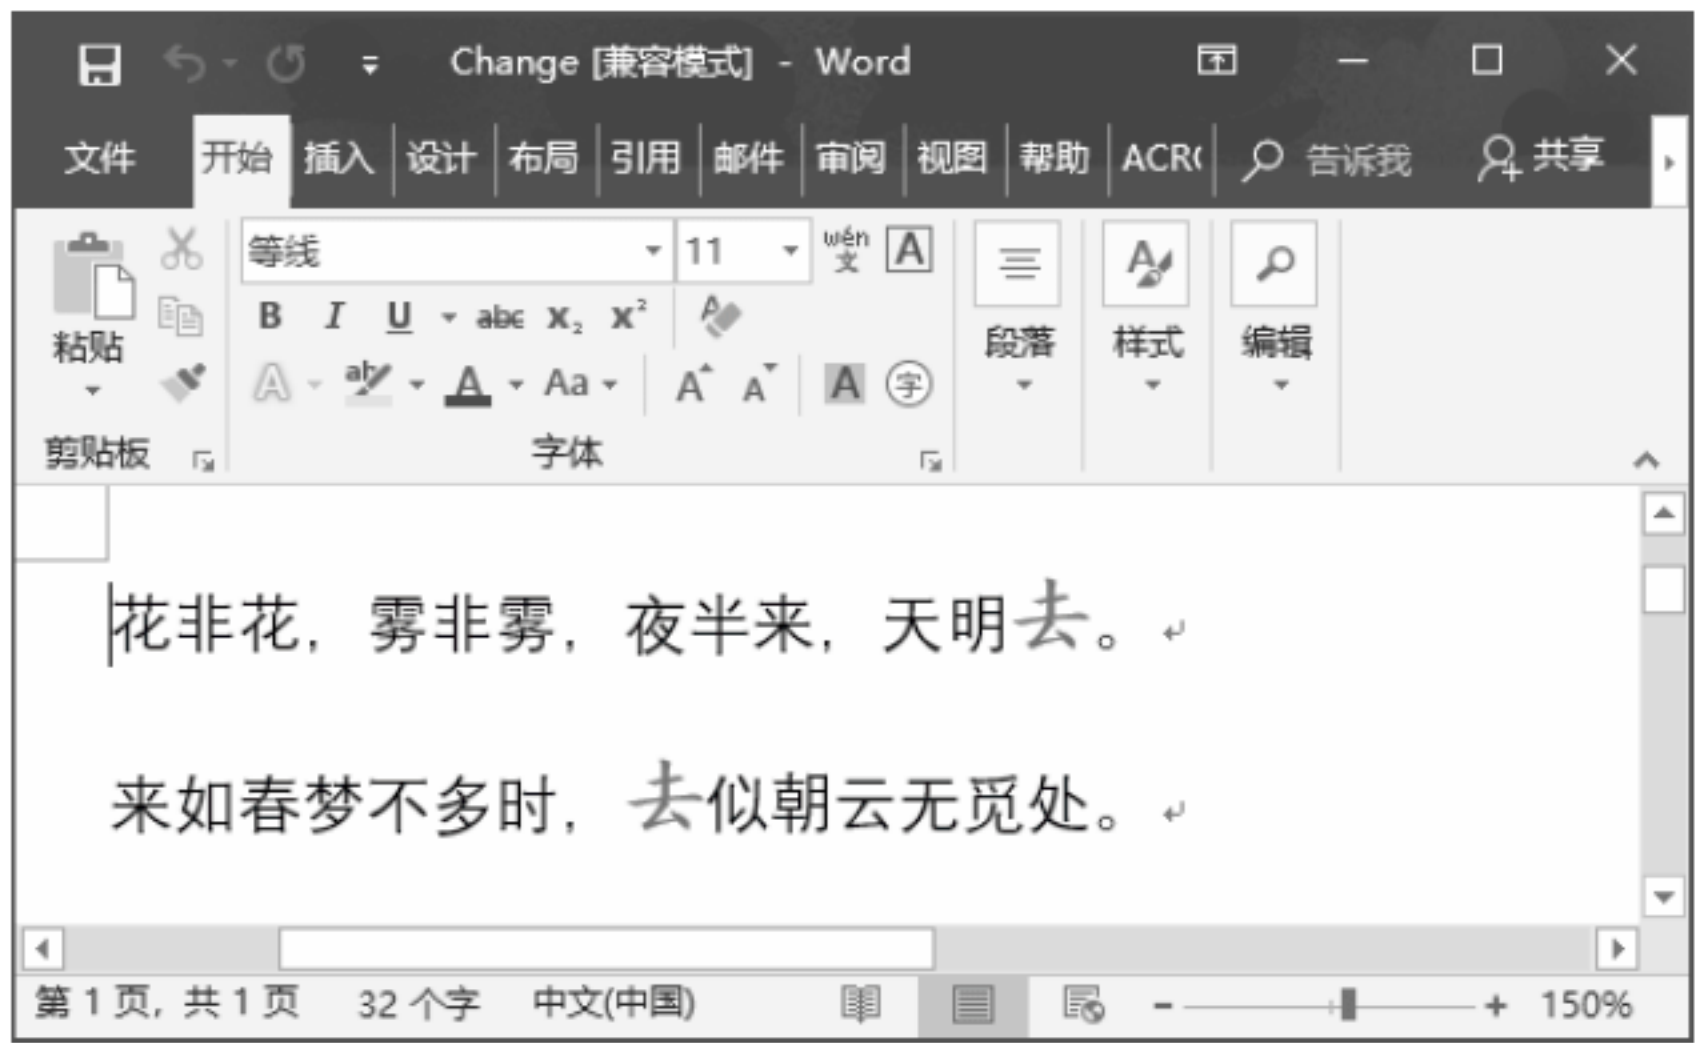 Change [兼容模式] - Word
文件 开始 插入 设计 布局 引用 邮件 审阅 视图 帮助 ACR 告诉我 共享
等线 11 wén 文 A
B I U abc x₂ x² A
粘贴 段落 样式 编辑
A ab A Aa A A A 字
剪贴板 字体
花非花，雾非雾，夜半来，天明去。
来如春梦不多时，去似朝云无觅处。
第 1 页，共 1 页 32 个字 中文(中国) 150%